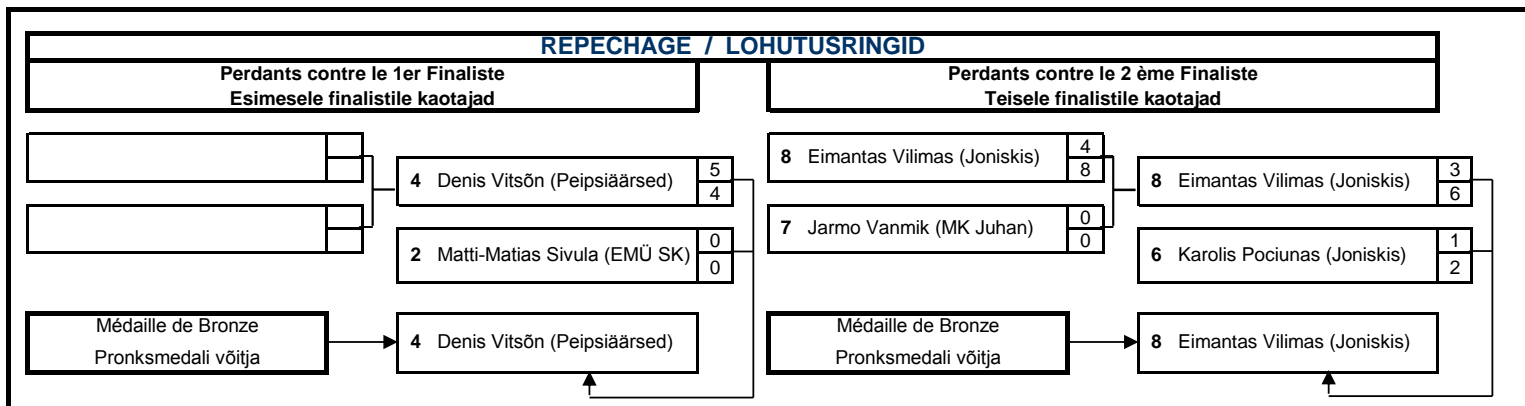 REPECHAGE / LOHUTUSRINGID
Perdants contre le 1er Finaliste
Esimesele finalistile kaotajad
Perdants contre le 2 ème Finaliste
Teisele finalistile kaotajad
4 Denis Vitsõn (Peipsiäärsed) 5 4
2 Matti-Matias Sivula (EMÜ SK) 0 0
Médaille de Bronze
Pronksmedali võitja
4 Denis Vitsõn (Peipsiäärsed)
8 Eimantas Vilimas (Joniskis) 4 8
7 Jarmo Vanmik (MK Juhan) 0 0
8 Eimantas Vilimas (Joniskis) 3 6
6 Karolis Pociunas (Joniskis) 1 2
Médaille de Bronze
Pronksmedali võitja
8 Eimantas Vilimas (Joniskis)